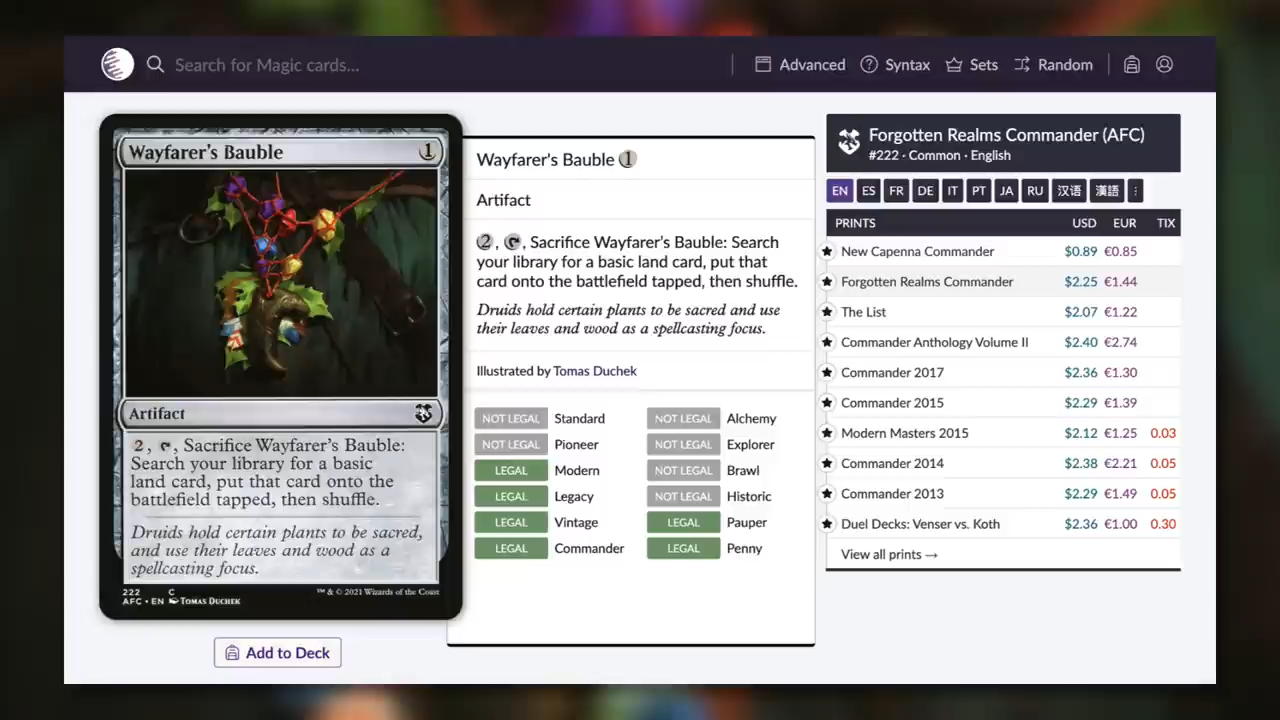 Search for Magic cards...
Advanced
Syntax
Sets
Random
Wayfarer's Bauble 1
Artifact
2, , Sacrifice Wayfarer's Bauble:
Search your library for a basic
land card, put that card onto the
battlefield tapped, then shuffle.
Druids hold certain plants to be sacred,
and use their leaves and wood as a
spellcasting focus.
222 C
AFC • EN TOMAS DUCHEK
™ & © 2021 Wizards of the Coast
Add to Deck
Wayfarer's Bauble 1
Artifact
2, , Sacrifice Wayfarer's Bauble: Search
your library for a basic land card, put that
card onto the battlefield tapped, then shuffle.
Druids hold certain plants to be sacred and use
their leaves and wood as a spellcasting focus.
Illustrated by Tomas Duchek
NOT LEGAL Standard NOT LEGAL Alchemy
NOT LEGAL Pioneer NOT LEGAL Explorer
LEGAL Modern NOT LEGAL Brawl
LEGAL Legacy NOT LEGAL Historic
LEGAL Vintage LEGAL Pauper
LEGAL Commander LEGAL Penny
Forgotten Realms Commander (AFC)
#222 · Common · English
EN ES FR DE IT PT JA RU 汉语 漢語
PRINTS USD EUR TIX
New Capenna Commander $0.89 €0.85
Forgotten Realms Commander $2.25 €1.44
The List $2.07 €1.22
Commander Anthology Volume II $2.40 €2.74
Commander 2017 $2.36 €1.30
Commander 2015 $2.29 €1.39
Modern Masters 2015 $2.12 €1.25 0.03
Commander 2014 $2.38 €2.21 0.05
Commander 2013 $2.29 €1.49 0.05
Duel Decks: Venser vs. Koth $2.36 €1.00 0.30
View all prints →